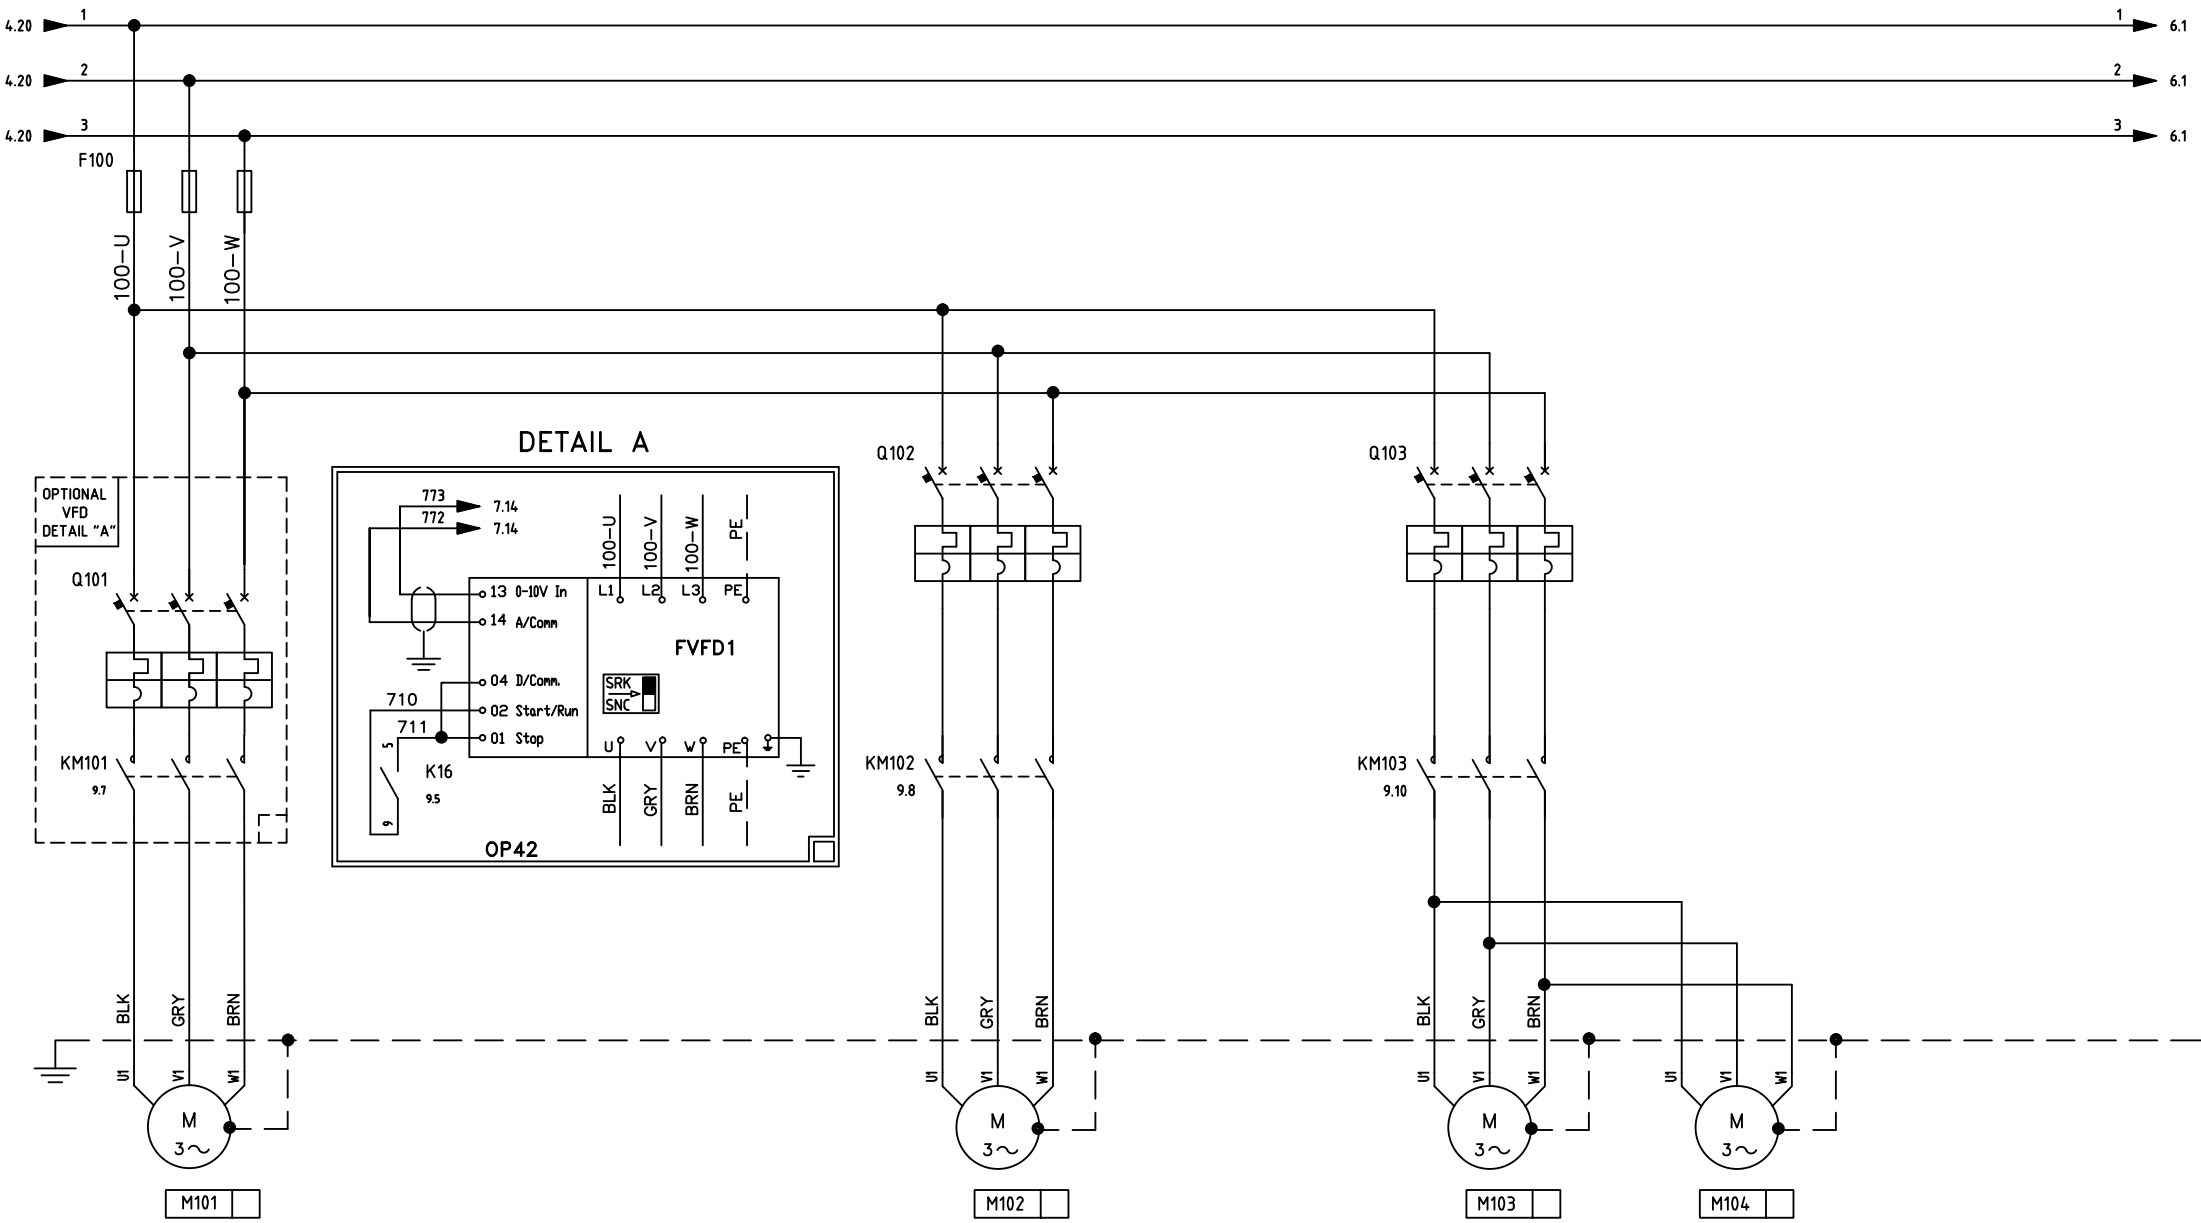 4.20 1 1 6.1
4.20 2 2 6.1
4.20 3 3 6.1
F100
100-U 100-V 100-W
DETAIL A
Q102 Q103
OPTIONAL
VFD
DETAIL "A"
773 7.14
772 7.14
100-U 100-V 100-W PE
Q101
13 0-10V In L1 L2 L3 PE
14 A/Comm
FVFD1
04 D/Comm.
SRK
SNC
710 02 Start/Run
711 01 Stop
U V W PE
5
K16
9.5
9
BLK GRY BRN PE
OP42
KM101
9.7
KM102
9.8
KM103
9.10
BLK GRY BRN BLK GRY BRN BLK GRY BRN
U1 V1 W1 U1 V1 W1 U1 V1 W1 U1 V1 W1
M M M M
3~ 3~ 3~ 3~
M101 M102 M103 M104